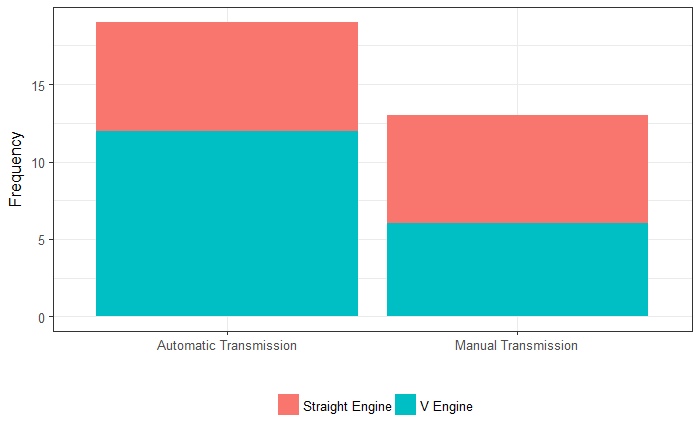 Frequency
15
10
5
0
Automatic Transmission Manual Transmission
Straight Engine V Engine